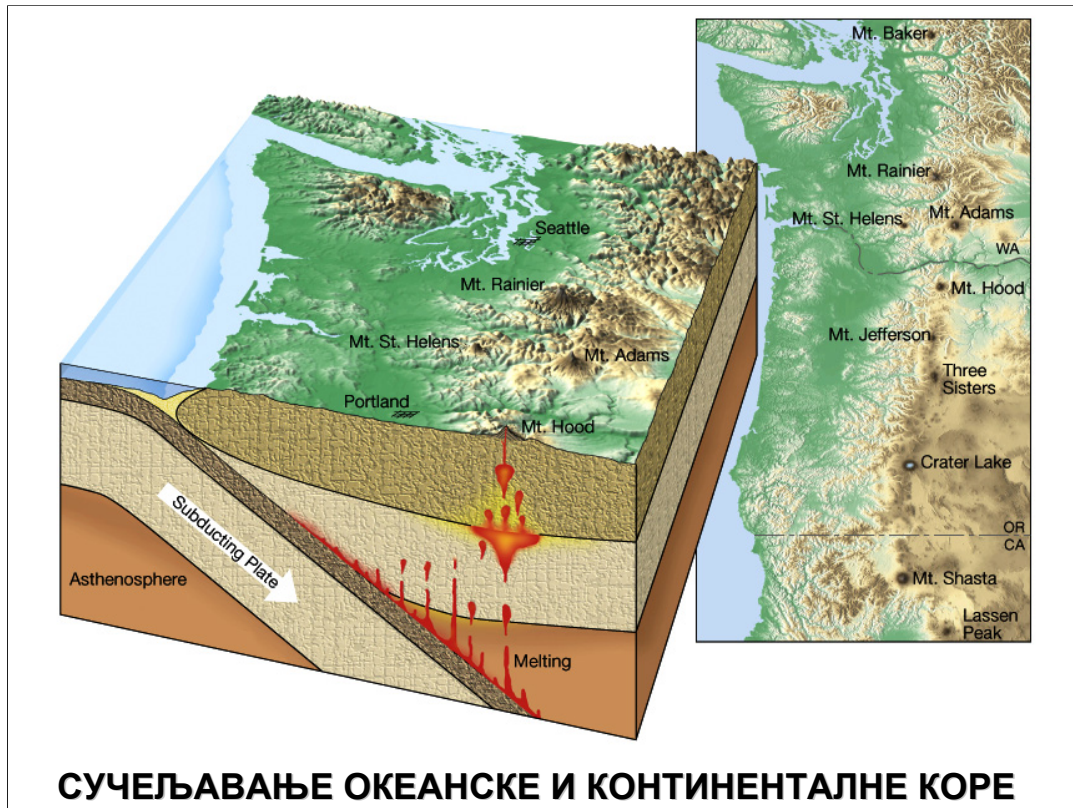 Seattle
Mt. Rainier
Mt. St. Helens
Mt. Adams
Portland
Mt. Hood
Subducting Plate
Asthenosphere
Melting
Mt. Baker
Mt. Rainier
Mt. St. Helens
Mt. Adams
WA
Mt. Hood
Mt. Jefferson
Three
Sisters
Crater Lake
OR
CA
Mt. Shasta
Lassen
Peak
СУЧЕЉАВАЊЕ ОКЕАНСКЕ И КОНТИНЕНТАЛНЕ КОРЕ